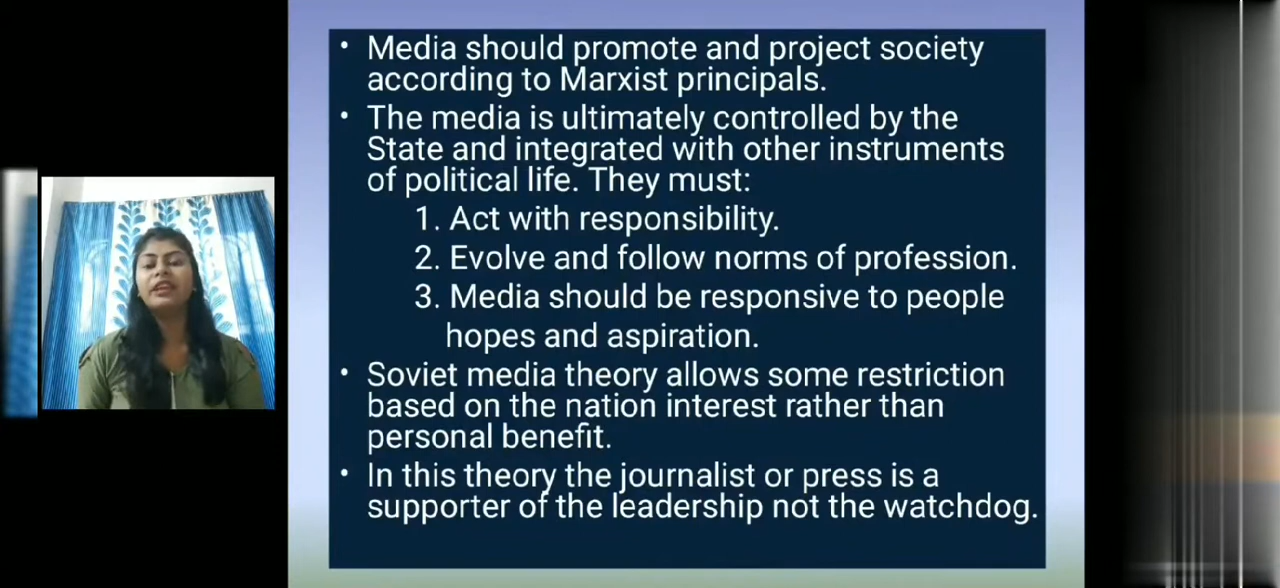 • Media should promote and project society
according to Marxist principals.
• The media is ultimately controlled by the
State and integrated with other instruments
of political life. They must:
1. Act with responsibility.
2. Evolve and follow norms of profession.
3. Media should be responsive to people
hopes and aspiration.
• Soviet media theory allows some restriction
based on the nation interest rather than
personal benefit.
• In this theory the journalist or press is a
supporter of the leadership not the watchdog.